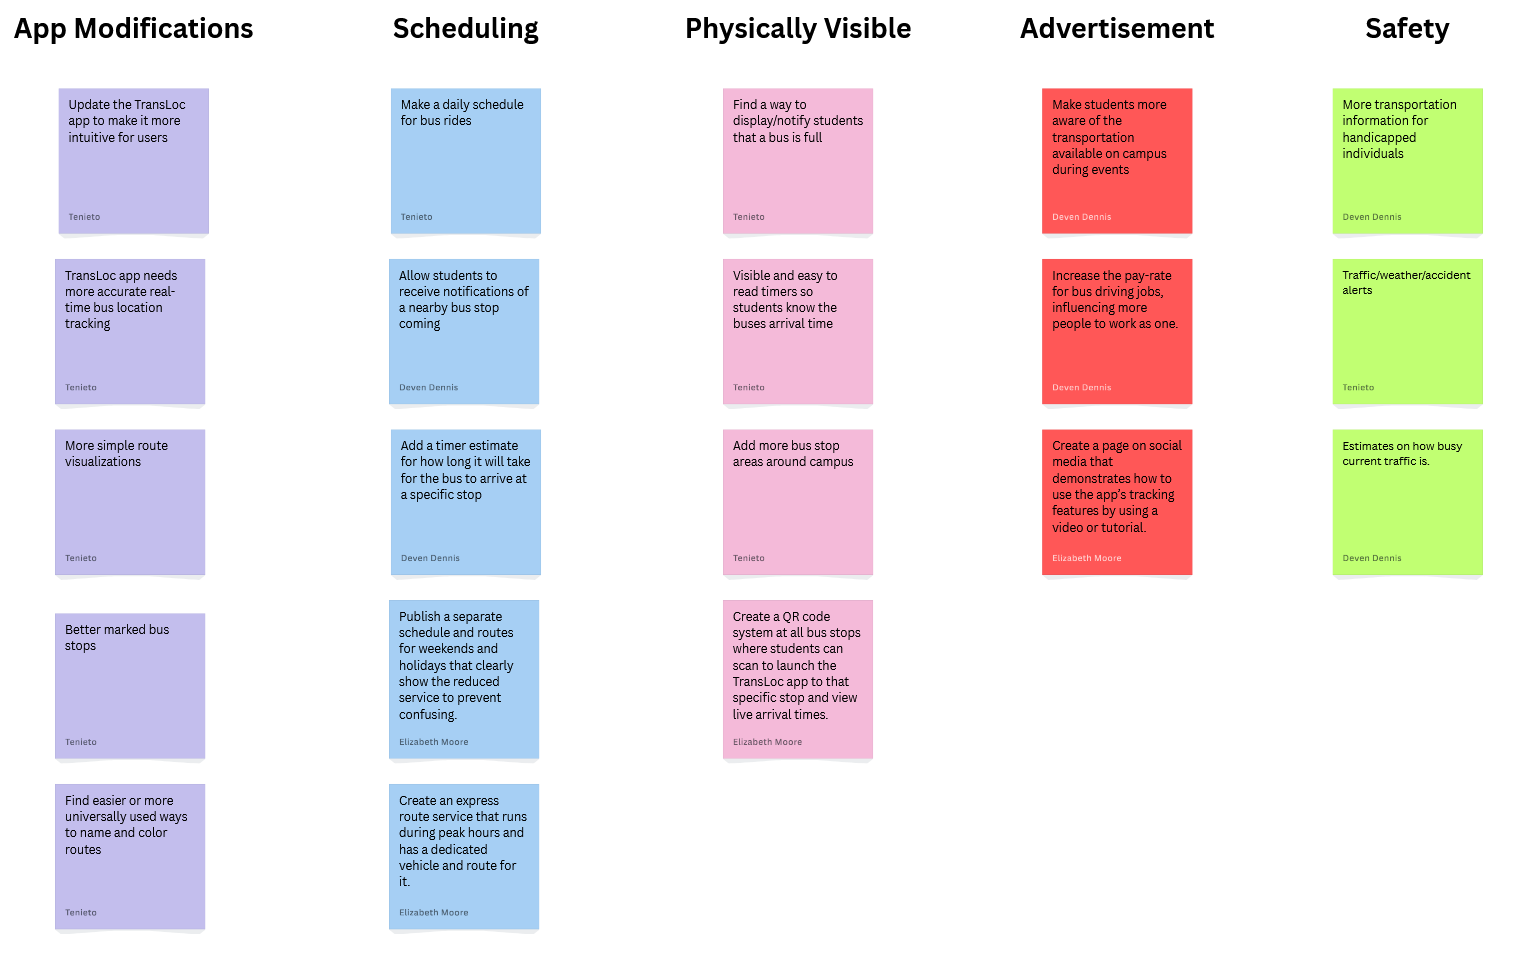 App Modifications
Update the TransLoc
app to make it more
intuitive for users
Tenieto
TransLoc app needs
more accurate real-
time bus location
tracking
Tenieto
More simple route
visualizations
Tenieto
Better marked bus
stops
Tenieto
Find easier or more
universally used ways
to name and color
routes
Tenieto
Scheduling
Make a daily schedule
for bus rides
Tenieto
Allow students to
receive notifications of
a nearby bus stop
coming
Deven Dennis
Add a timer estimate
for how long it will take
for the bus to arrive at
a specific stop
Deven Dennis
Publish a separate
schedule and routes
for weekends and
holidays that clearly
show the reduced
service to prevent
confusing.
Elizabeth Moore
Create an express
route service that runs
during peak hours and
has a dedicated
vehicle and route for
it.
Elizabeth Moore
Physically Visible
Find a way to
display/notify students
that a bus is full
Tenieto
Visible and easy to
read timers so
students know the
buses arrival time
Tenieto
Add more bus stop
areas around campus
Tenieto
Create a QR code
system at all bus stops
where students can
scan to launch the
TransLoc app to that
specific stop and view
live arrival times.
Elizabeth Moore
Advertisement
Make students more
aware of the
transportation
available on campus
during events
Deven Dennis
Increase the pay-rate
for bus driving jobs,
influencing more
people to work as one.
Deven Dennis
Create a page on social
media that
demonstrates how to
use the app's tracking
features by using a
video or tutorial.
Elizabeth Moore
Safety
More transportation
information for
handicapped
individuals
Deven Dennis
Traffic/weather/accident
alerts
Tenieto
Estimates on how busy
current traffic is.
Deven Dennis